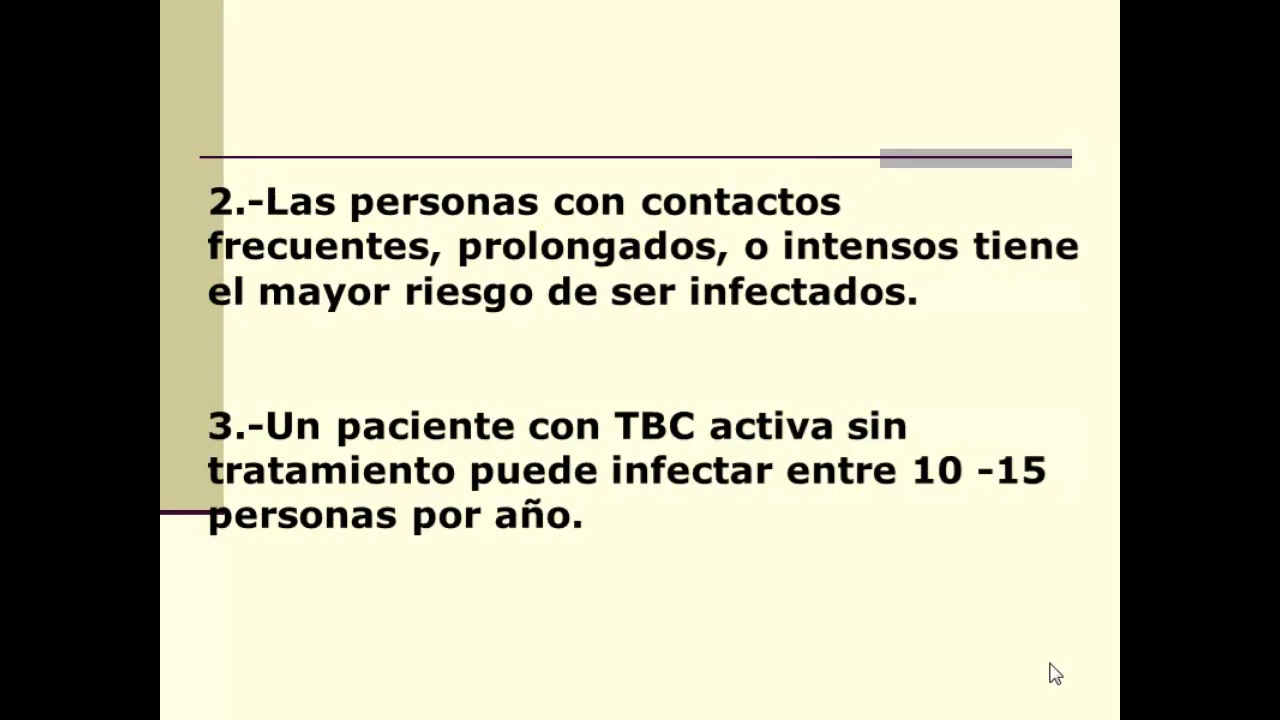 2.-Las personas con contactos
frecuentes, prolongados, o intensos tiene
el mayor riesgo de ser infectados.
3.-Un paciente con TBC activa sin
tratamiento puede infectar entre 10 -15
personas por año.